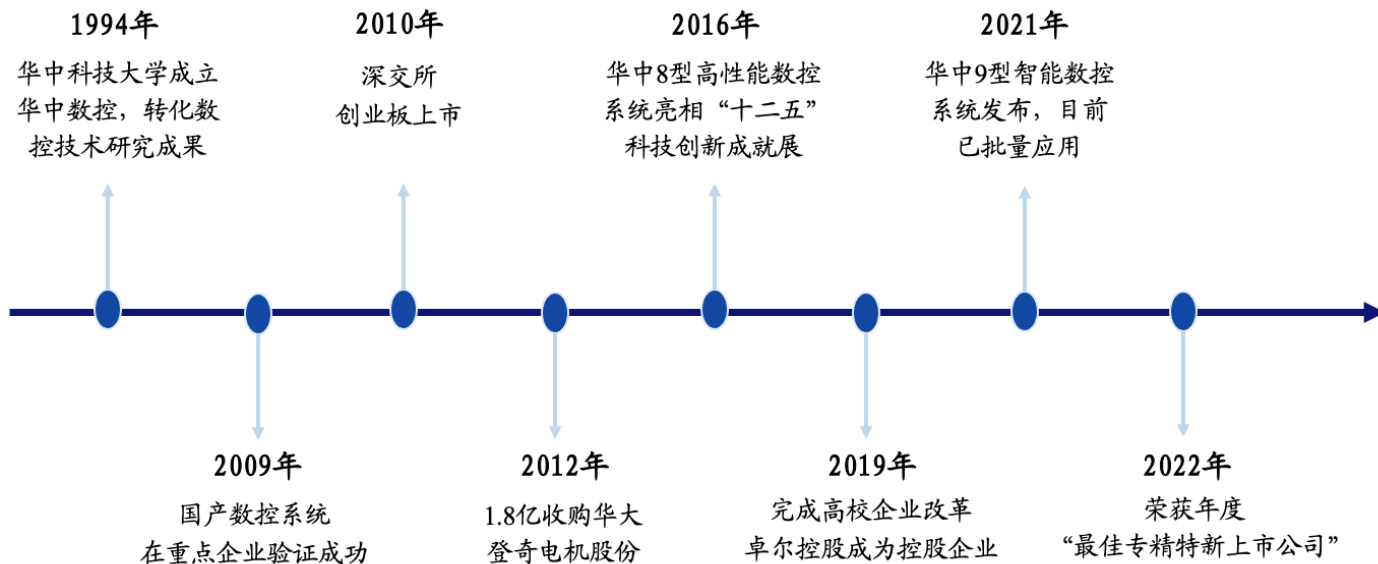 1994年
华中科技大学成立
华中数控，转化数
控技术研究成果
2010年
深交所
创业板上市
2016年
华中8型高性能数控
系统亮相“十二五”
科技创新成就展
2021年
华中9型智能数控
系统发布，目前
已批量应用
2009年
国产数控系统
在重点企业验证成功
2012年
1.8亿收购华大
登奇电机股份
2019年
完成高校企业改革
卓尔控股成为控股企业
2022年
荣获年度
“最佳专精特新上市公司”